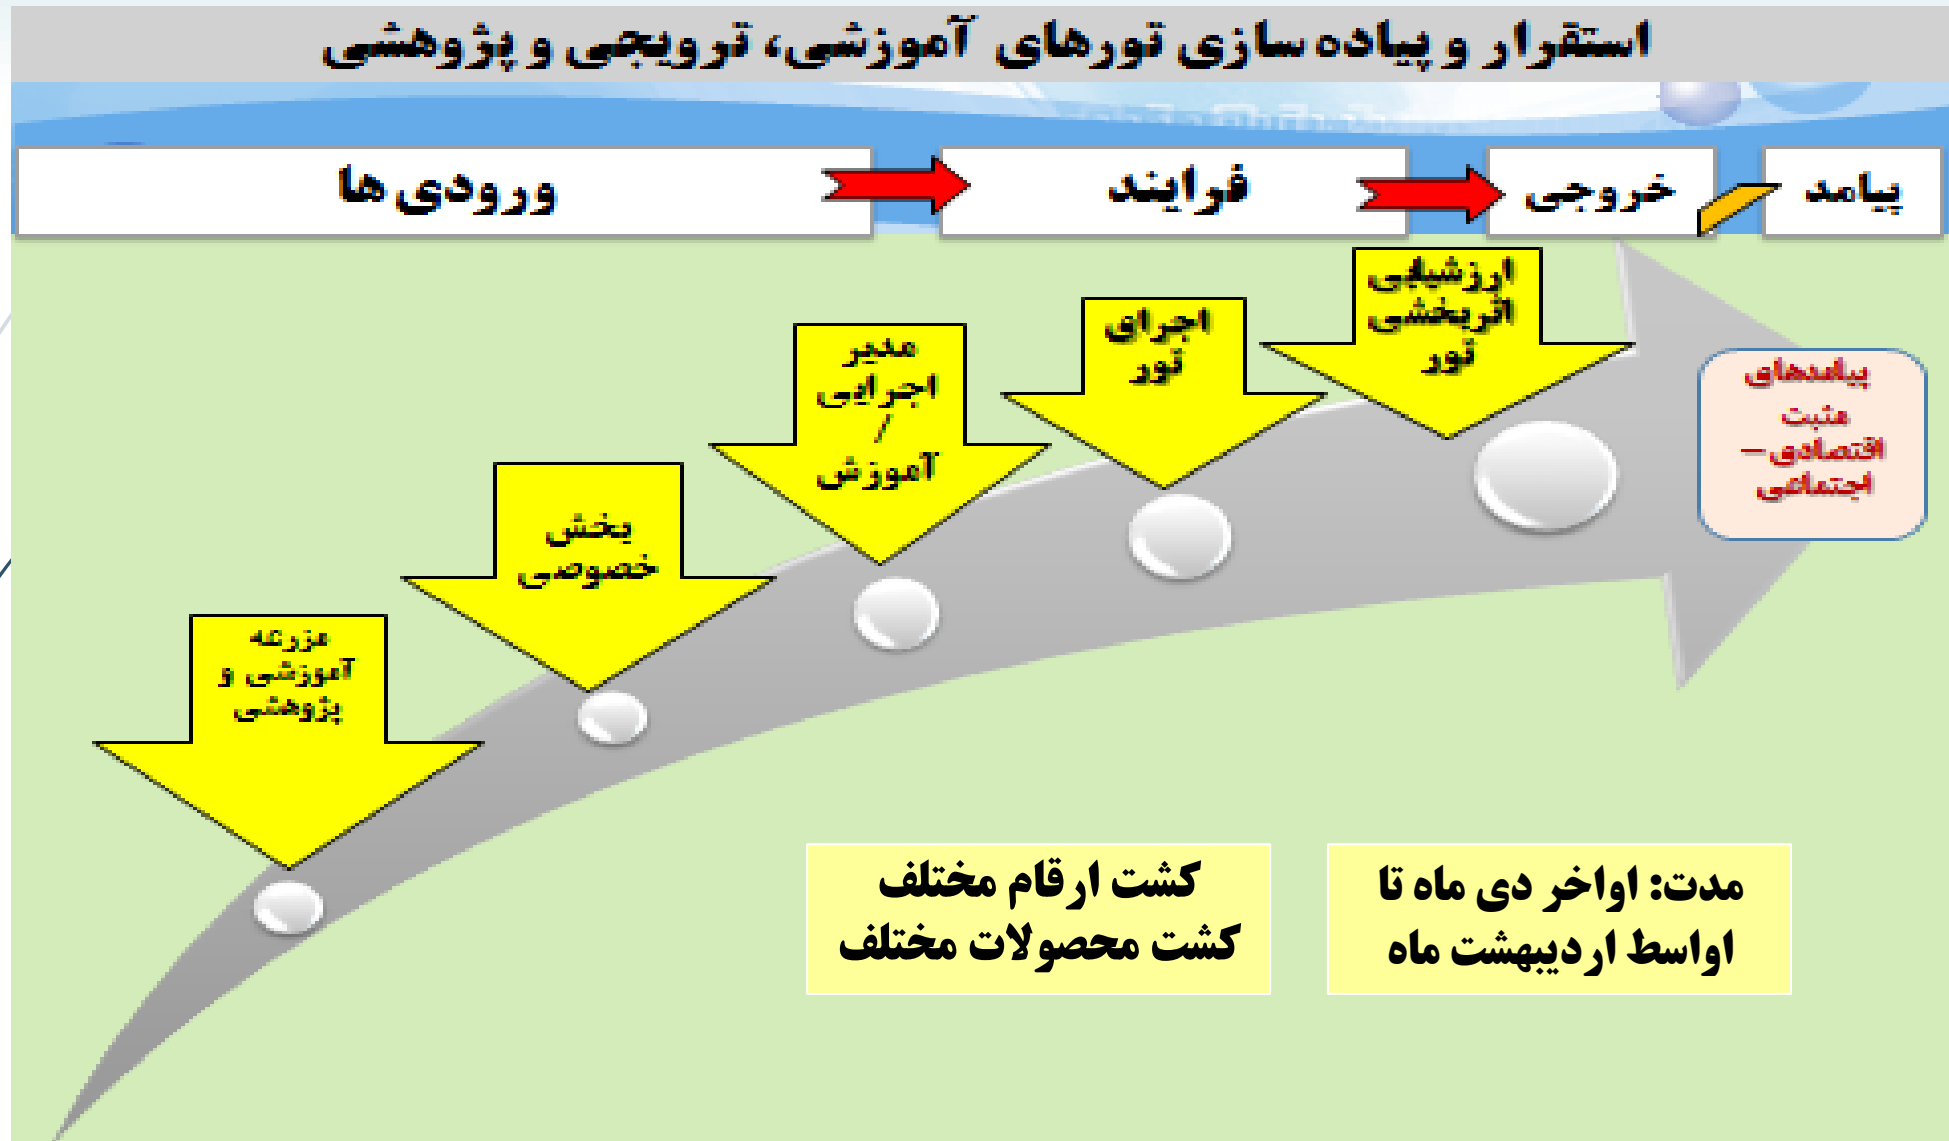 استقرار و پیاده سازی تورهای آموزشی، ترویجی و پژوهشی
ورودی ها
فرایند
خروجی
پیامد
مزرعه
آموزشی و
پژوهشی
بخش
خصوصی
مدیر
اجرایی
/
آموزش
اجرای
تور
ارزشیابی
اثربخشی
تور
پیامدهای
مثبت
اقتصادی–
اجتماعی
کشت ارقام مختلف
کشت محصولات مختلف
مدت: اواخر دی ماه تا
اواسط اردیبهشت ماه